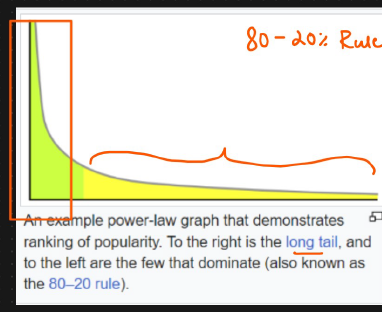 80-20% Rule
An example power-law graph that demonstrates
ranking of popularity. To the right is the long tail, and
to the left are the few that dominate (also known as
the 80–20 rule).